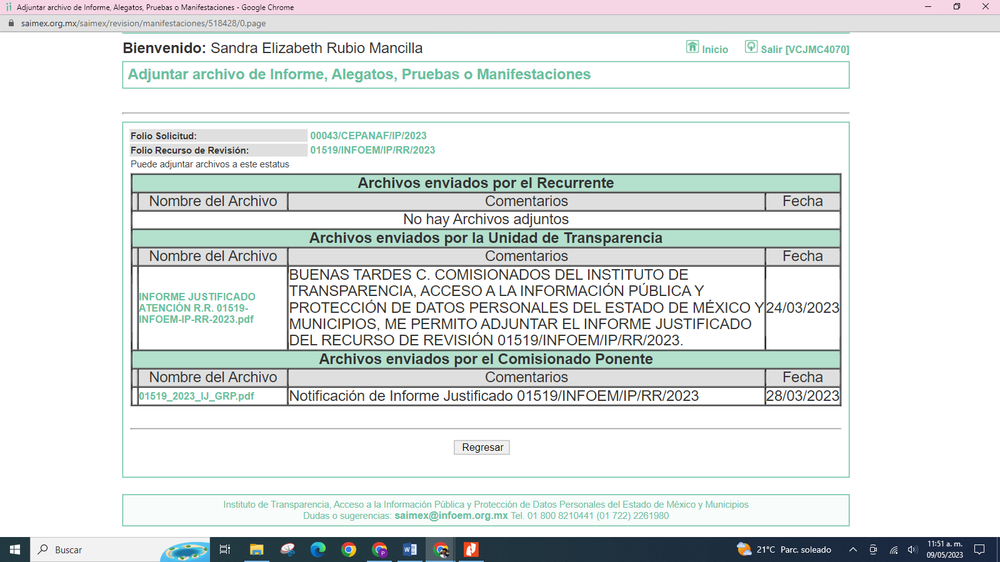 Adjuntar archivo de Informe, Alegatos, Pruebas o Manifestaciones - Google Chrome
saimex.org.mx/saimex/revision/manifestaciones/518428/0.page
Bienvenido: Sandra Elizabeth Rubio Mancilla
Inicio
Salir [VCJMC4070]
Adjuntar archivo de Informe, Alegatos, Pruebas o Manifestaciones
Folio Solicitud: 00043/CEPANAF/IP/2023
Folio Recurso de Revisión: 01519/INFOEM/IP/RR/2023
Puede adjuntar archivos a este estatus
Archivos enviados por el Recurrente
Nombre del Archivo Comentarios Fecha
No hay Archivos adjuntos
Archivos enviados por la Unidad de Transparencia
Nombre del Archivo Comentarios Fecha
INFORME JUSTIFICADO
ATENCIÓN R.R. 01519-
INFOEM-IP-RR-2023.pdf
BUENAS TARDES C. COMISIONADOS DEL INSTITUTO DE
TRANSPARENCIA, ACCESO A LA INFORMACIÓN PÚBLICA Y
PROTECCIÓN DE DATOS PERSONALES DEL ESTADO DE MÉXICO Y
MUNICIPIOS, ME PERMITO ADJUNTAR EL INFORME JUSTIFICADO
DEL RECURSO DE REVISIÓN 01519/INFOEM/IP/RR/2023.
24/03/2023
Archivos enviados por el Comisionado Ponente
Nombre del Archivo Comentarios Fecha
01519_2023_IJ_GRP.pdf Notificación de Informe Justificado 01519/INFOEM/IP/RR/2023 28/03/2023
Regresar
Instituto de Transparencia, Acceso a la Información Pública y Protección de Datos Personales del Estado de México y Municipios
Dudas o sugerencias: saimex@infoem.org.mx Tel. 01 800 8210441 (01 722) 2261980
Buscar
21°C Parc. soleado
11:51 a. m.
09/05/2023